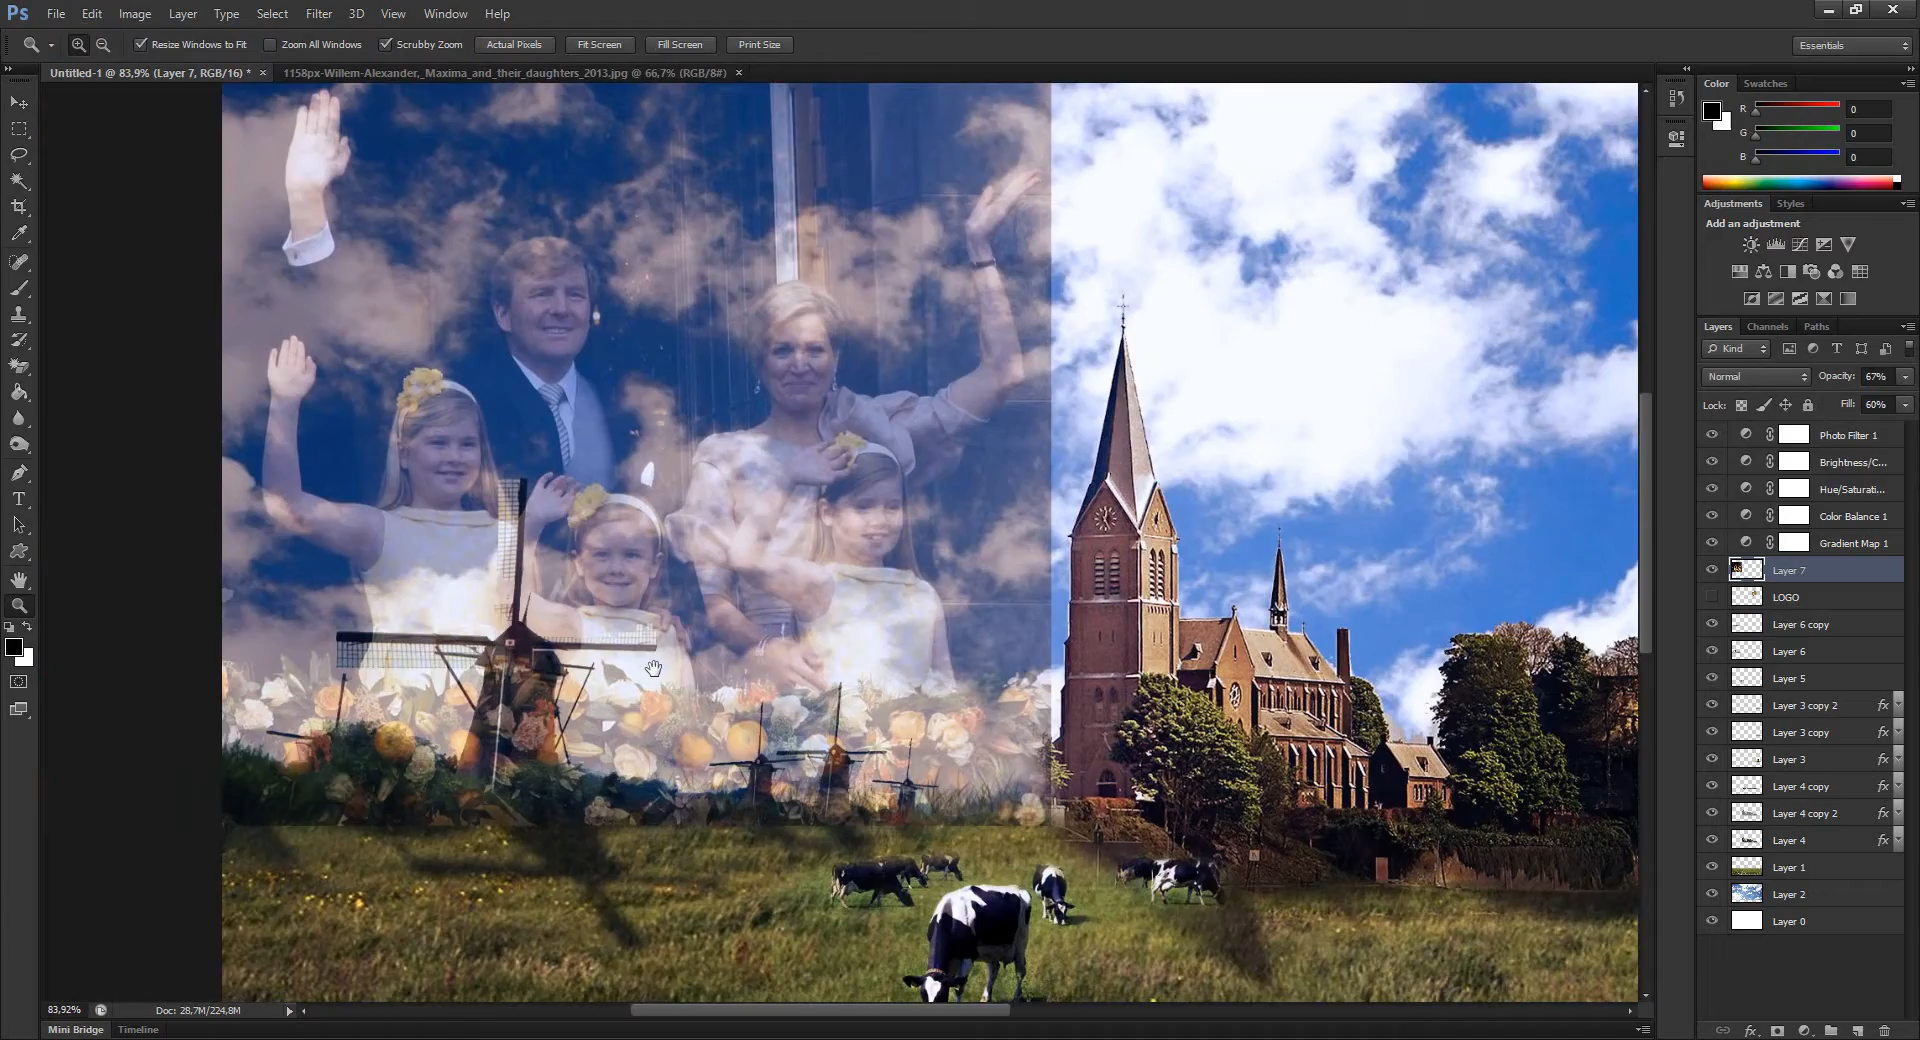 Ps File Edit Image Layer Type Select Filter 3D View Window Help
Resize Windows to Fit Zoom All Windows Scrubby Zoom Actual Pixels Fit Screen Fill Screen Print Size Essentials
Untitled-1 @ 83,9% (Layer 7, RGB/16) * × 1158px-Willem-Alexander,_Maxima_and_their_daughters_2013.jpg @ 66,7% (RGB/8#) ×
Color Swatches
R 0
G 0
B 0
Adjustments Styles
Add an adjustment
Layers Channels Paths
Kind
Normal Opacity: 67%
Lock: Fill: 60%
Photo Filter 1
Brightness/C...
Hue/Saturati...
Color Balance 1
Gradient Map 1
Layer 7
LOGO
Layer 6 copy
Layer 6
Layer 5
Layer 3 copy 2 fx
Layer 3 copy fx
Layer 3 fx
Layer 4 copy fx
Layer 4 copy 2 fx
Layer 4 fx
Layer 1
Layer 2
Layer 0
83,92% Doc: 28,7M/224,8M
Mini Bridge Timeline